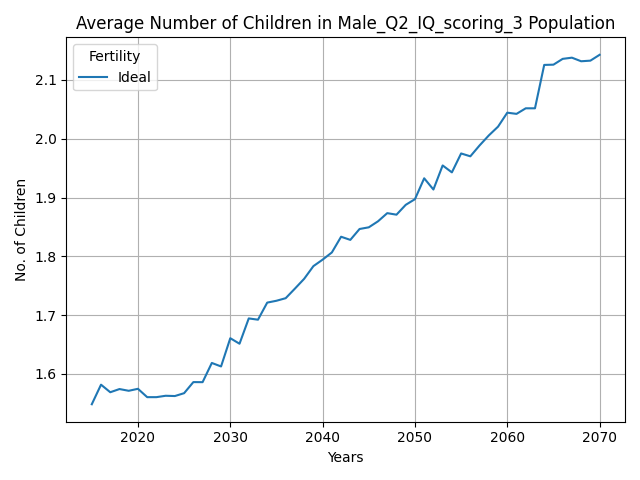 Average Number of Children in Male_Q2_IQ_scoring_3 Population
Fertility
Ideal
No. of Children
2.1
2.0
1.9
1.8
1.7
1.6
2020 2030 2040 2050 2060 2070
Years